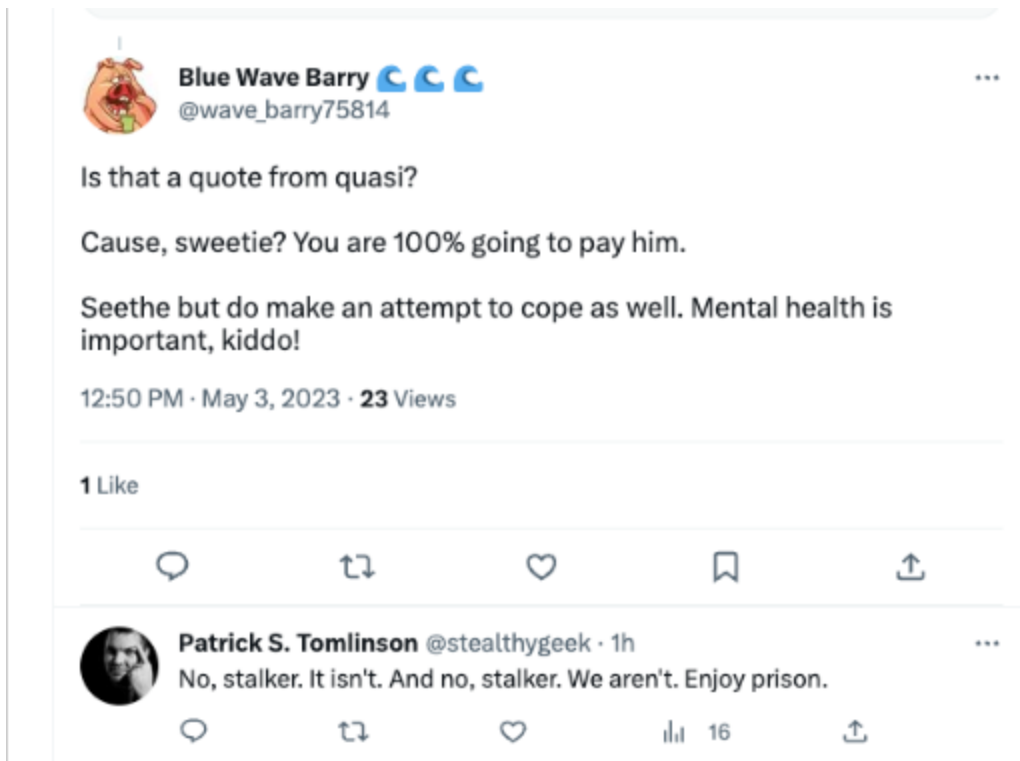 Blue Wave Barry 🌊 🌊 🌊
@wave_barry75814
Is that a quote from quasi?
Cause, sweetie? You are 100% going to pay him.
Seethe but do make an attempt to cope as well. Mental health is
important, kiddo!
12:50 PM · May 3, 2023 · 23 Views
1 Like
Patrick S. Tomlinson @stealthygeek · 1h
No, stalker. It isn't. And no, stalker. We aren't. Enjoy prison.
16